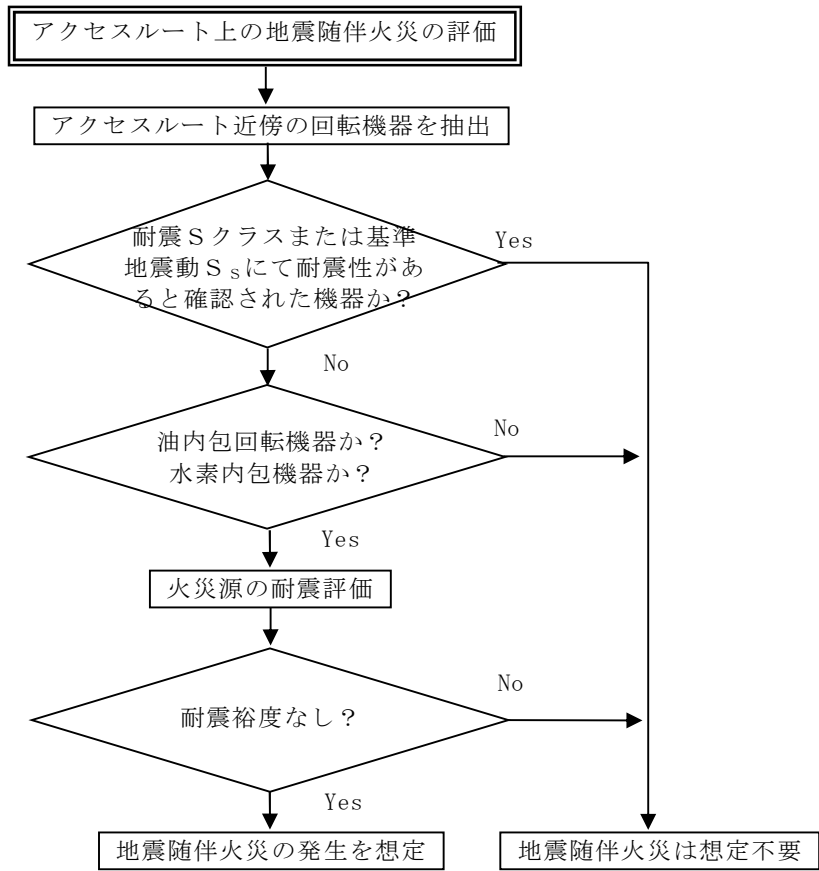 アクセスルート上の地震随伴火災の評価
アクセスルート近傍の回転機器を抽出
耐震Ｓクラスまたは基準
地震動Ｓsにて耐震性があ
ると確認された機器か？
Yes
No
油内包回転機器か？
水素内包機器か？
No
Yes
火災源の耐震評価
耐震裕度なし？
No
Yes
地震随伴火災の発生を想定
地震随伴火災は想定不要